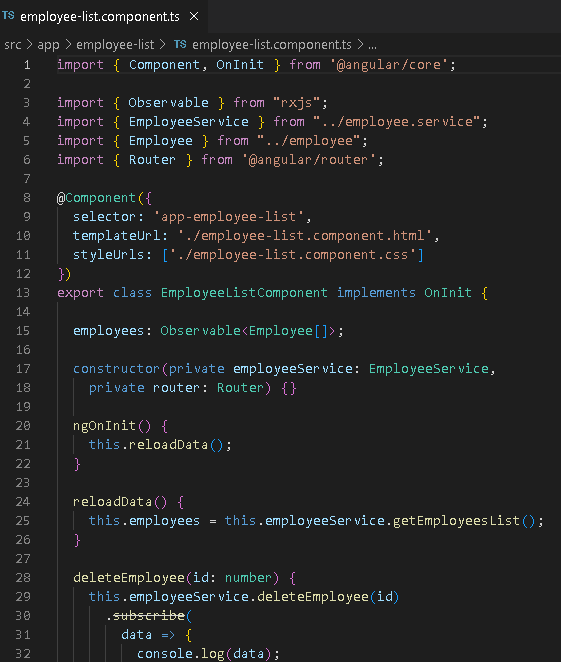 TS employee-list.component.ts ×
src > app > employee-list > TS employee-list.component.ts > ...
1 import { Component, OnInit } from '@angular/core';
2
3 import { Observable } from "rxjs";
4 import { EmployeeService } from "../employee.service";
5 import { Employee } from "../employee";
6 import { Router } from '@angular/router';
7
8 @Component({
9   selector: 'app-employee-list',
10   templateUrl: './employee-list.component.html',
11   styleUrls: ['./employee-list.component.css']
12 })
13 export class EmployeeListComponent implements OnInit {
14
15   employees: Observable<Employee[]>;
16
17   constructor(private employeeService: EmployeeService,
18     private router: Router) {}
19
20   ngOnInit() {
21     this.reloadData();
22   }
23
24   reloadData() {
25     this.employees = this.employeeService.getEmployeesList();
26   }
27
28   deleteEmployee(id: number) {
29     this.employeeService.deleteEmployee(id)
30       .subscribe(
31         data => {
32           console.log(data);